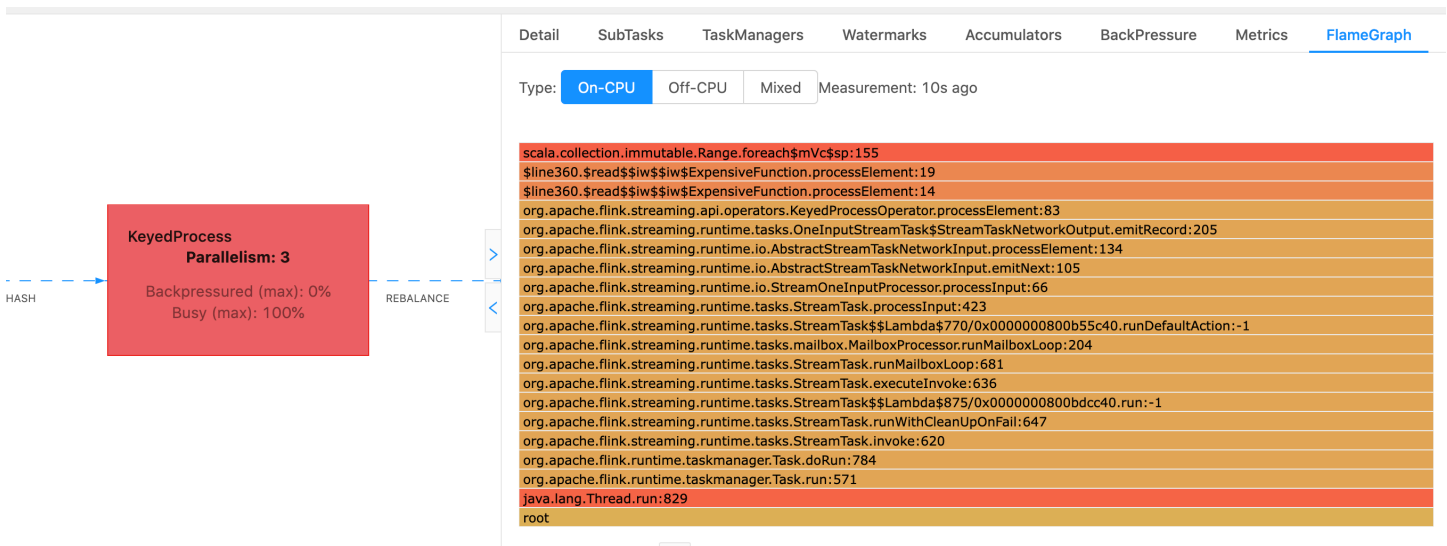 Detail SubTasks TaskManagers Watermarks Accumulators BackPressure Metrics FlameGraph
Type: On-CPU Off-CPU Mixed Measurement: 10s ago
KeyedProcess
Parallelism: 3
Backpressured (max): 0%
Busy (max): 100%
HASH
REBALANCE
scala.collection.immutable.Range.foreach$mVc$sp:155
$line360.$read$$iw$$iw$ExpensiveFunction.processElement:19
$line360.$read$$iw$$iw$ExpensiveFunction.processElement:14
org.apache.flink.streaming.api.operators.KeyedProcessOperator.processElement:83
org.apache.flink.streaming.runtime.tasks.OneInputStreamTask$StreamTaskNetworkOutput.emitRecord:205
org.apache.flink.streaming.runtime.io.AbstractStreamTaskNetworkInput.processElement:134
org.apache.flink.streaming.runtime.io.AbstractStreamTaskNetworkInput.emitNext:105
org.apache.flink.streaming.runtime.io.StreamOneInputProcessor.processInput:66
org.apache.flink.streaming.runtime.tasks.StreamTask.processInput:423
org.apache.flink.streaming.runtime.tasks.StreamTask$$Lambda$770/0x0000000800b55c40.runDefaultAction:-1
org.apache.flink.streaming.runtime.tasks.mailbox.MailboxProcessor.runMailboxLoop:204
org.apache.flink.streaming.runtime.tasks.StreamTask.runMailboxLoop:681
org.apache.flink.streaming.runtime.tasks.StreamTask.executeInvoke:636
org.apache.flink.streaming.runtime.tasks.StreamTask$$Lambda$875/0x0000000800bdcc40.run:-1
org.apache.flink.streaming.runtime.tasks.StreamTask.runWithCleanUpOnFail:647
org.apache.flink.streaming.runtime.tasks.StreamTask.invoke:620
org.apache.flink.runtime.taskmanager.Task.doRun:784
org.apache.flink.runtime.taskmanager.Task.run:571
java.lang.Thread.run:829
root